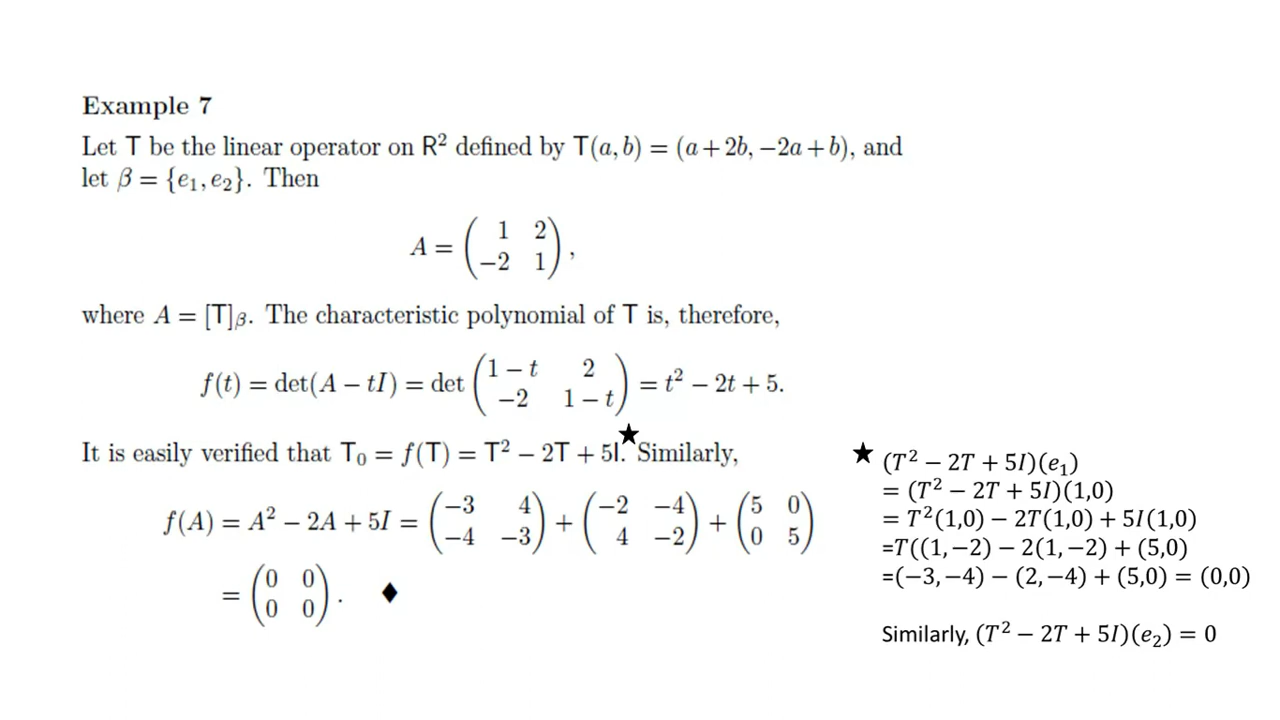 Example 7
Let T be the linear operator on R² defined by T(a, b) = (a + 2b, −2a + b), and
let β = {e₁, e₂}. Then
A = ( 1 2
−2 1 ) ,
where A = [T]β. The characteristic polynomial of T is, therefore,
f(t) = det(A − tI) = det ( 1 − t 2
−2 1 − t ) = t² − 2t + 5.
It is easily verified that T₀ = f(T) = T² − 2T + 5I.★ Similarly,
f(A) = A² − 2A + 5I = ( −3 4
−4 −3 ) + ( −2 −4
4 −2 ) + ( 5 0
0 5 )
= ( 0 0
0 0 ) . ♦
★ (T² − 2T + 5I)(e₁)
= (T² − 2T + 5I)(1,0)
= T²(1,0) − 2T(1,0) + 5I(1,0)
=T((1,−2) − 2(1,−2) + (5,0)
=(−3,−4) − (2,−4) + (5,0) = (0,0)
Similarly, (T² − 2T + 5I)(e₂) = 0